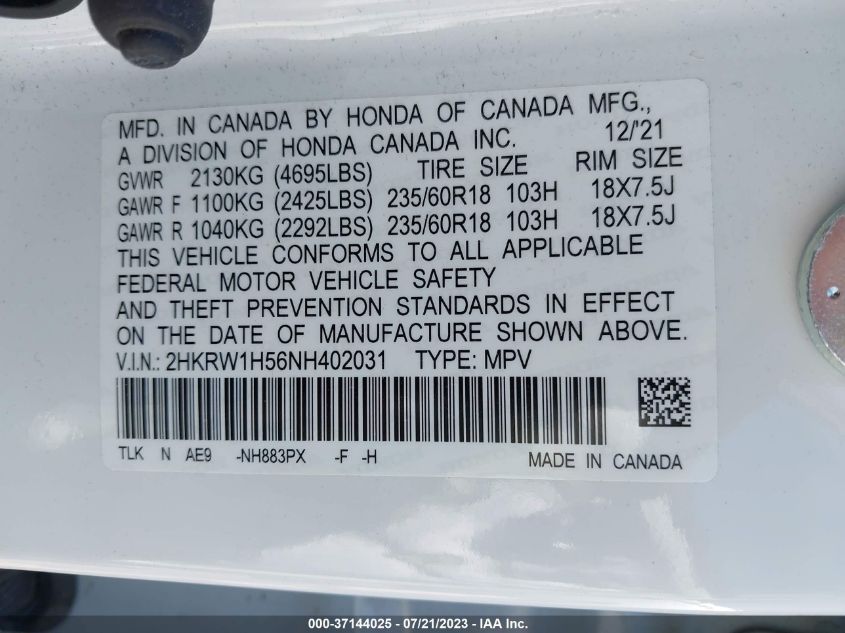 MFD. IN CANADA BY HONDA OF CANADA MFG.,
A DIVISION OF HONDA CANADA INC. 12/'21
GVWR 2130KG (4695LBS) TIRE SIZE RIM SIZE
GAWR F 1100KG (2425LBS) 235/60R18 103H 18X7.5J
GAWR R 1040KG (2292LBS) 235/60R18 103H 18X7.5J
THIS VEHICLE CONFORMS TO ALL APPLICABLE
FEDERAL MOTOR VEHICLE SAFETY
AND THEFT PREVENTION STANDARDS IN EFFECT
ON THE DATE OF MANUFACTURE SHOWN ABOVE.
V.I.N.: 2HKRW1H56NH402031 TYPE: MPV
TLK N AE9 -NH883PX -F -H MADE IN CANADA
000-37144025 - 07/21/2023 - IAA Inc.